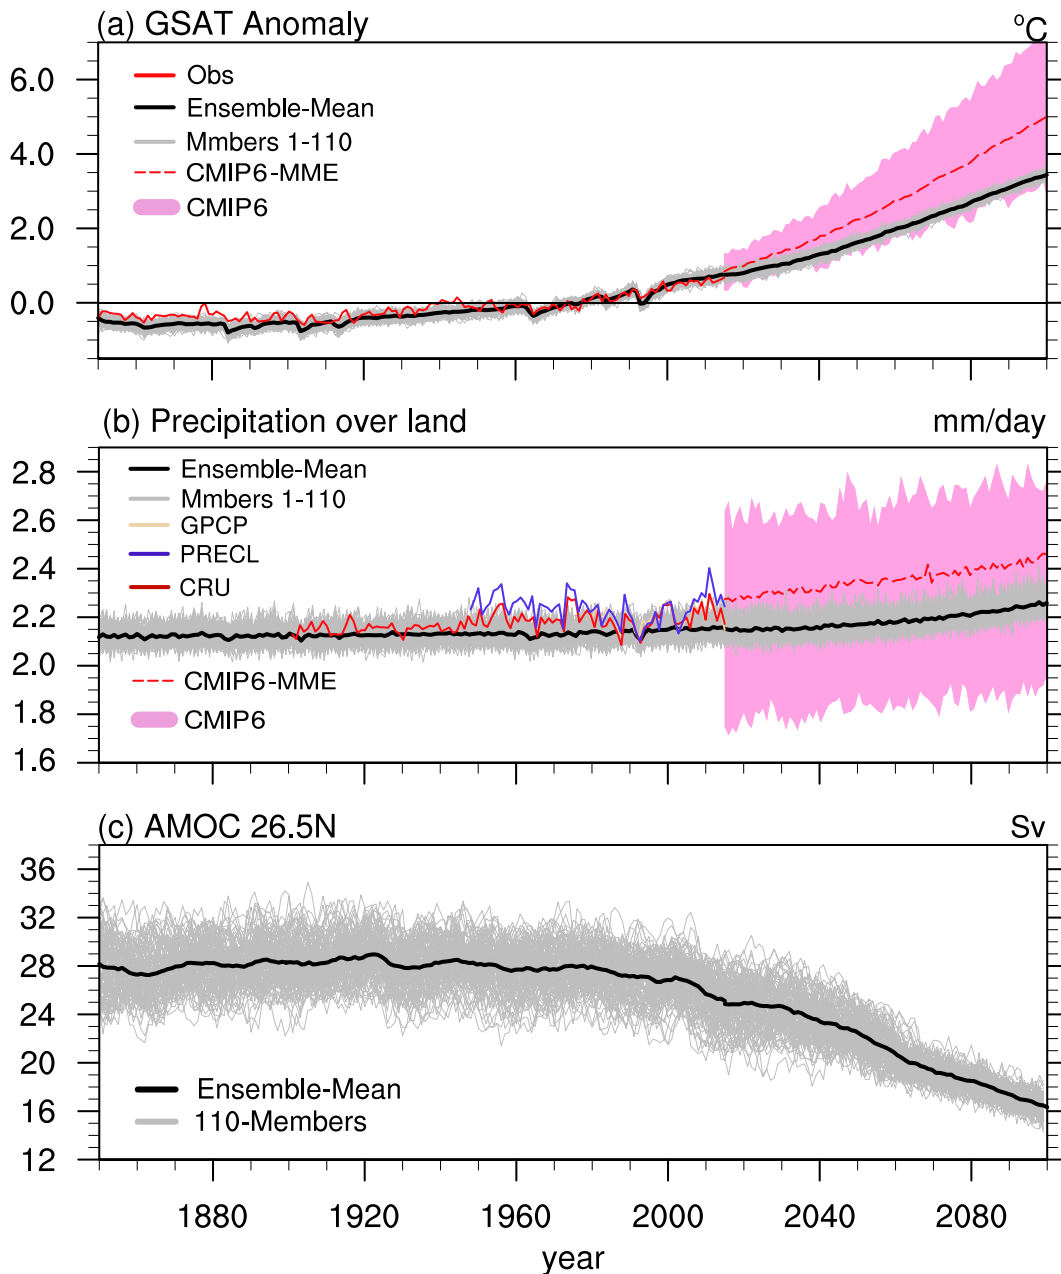 (a) GSAT Anomaly
°C
6.0
4.0
2.0
0.0
Obs
Ensemble-Mean
Mmbers 1-110
CMIP6-MME
CMIP6
(b) Precipitation over land
mm/day
2.8
2.6
2.4
2.2
2.0
1.8
1.6
Ensemble-Mean
Mmbers 1-110
GPCP
PRECL
CRU
CMIP6-MME
CMIP6
(c) AMOC 26.5N
Sv
36
32
28
24
20
16
12
Ensemble-Mean
110-Members
1880 1920 1960 2000 2040 2080
year